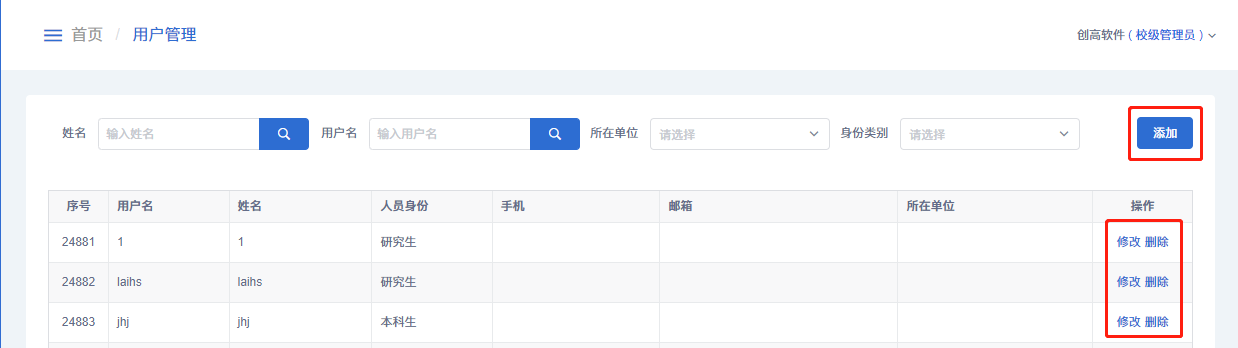 首页 / 用户管理 创高软件 ( 校级管理员 )
姓名 输入姓名 用户名 输入用户名 所在单位 请选择 身份类别 请选择 添加
序号 用户名 姓名 人员身份 手机 邮箱 所在单位 操作
24881 1 1 研究生 修改 删除
24882 laihs laihs 研究生 修改 删除
24883 jhj jhj 本科生 修改 删除